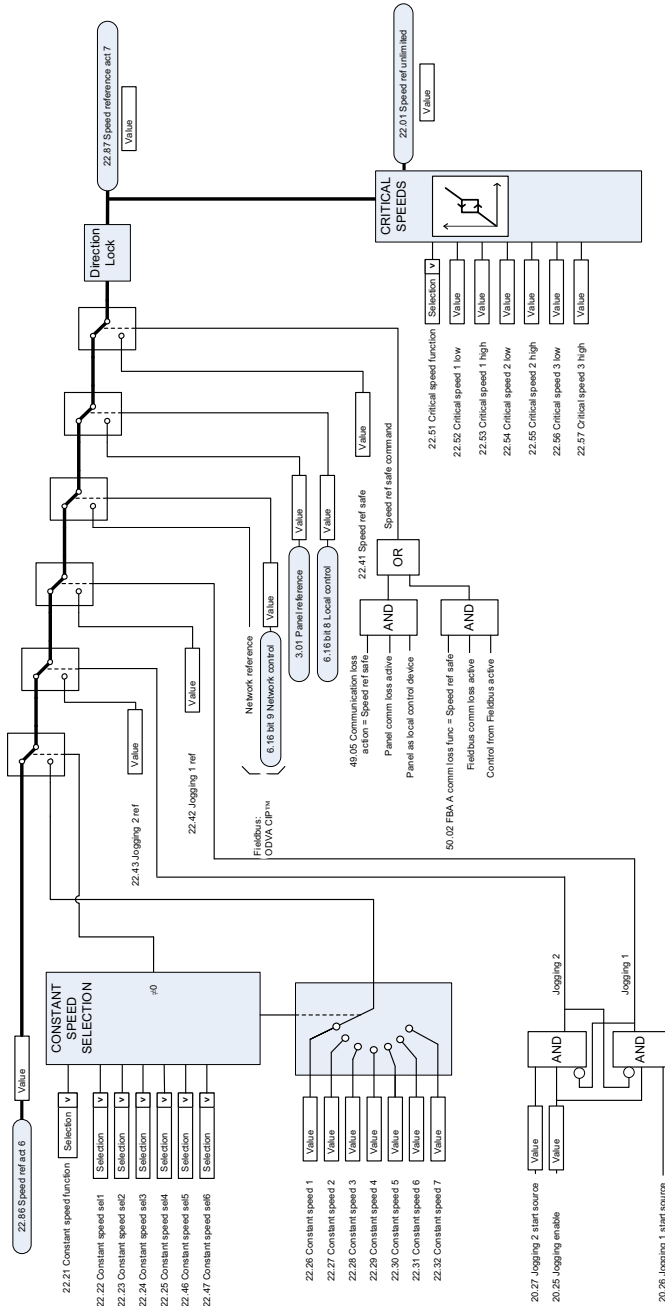 22.86 Speed ref act 6
Value
CONSTANT
SPEED
SELECTION
≠0
22.21 Constant speed function
Selection
v
22.22 Constant speed sel1
Selection
v
22.23 Constant speed sel2
Selection
v
22.24 Constant speed sel3
Selection
v
22.25 Constant speed sel4
Selection
v
22.46 Constant speed sel5
Selection
v
22.47 Constant speed sel6
Selection
v
22.26 Constant speed 1
Value
22.27 Constant speed 2
Value
22.28 Constant speed 3
Value
22.29 Constant speed 4
Value
22.30 Constant speed 5
Value
22.31 Constant speed 6
Value
22.32 Constant speed 7
Value
20.27 Jogging 2 start source
Value
20.25 Jogging enable
Value
20.26 Jogging 1 start source
AND
AND
Jogging 2
Jogging 1
22.43 Jogging 2 ref
Value
22.42 Jogging 1 ref
Value
Fieldbus:
ODVA CIP™
Network reference
6.16 bit 9 Network control
Value
3.01 Panel reference
Value
6.16 bit 8 Local control
Value
22.41 Speed ref safe
Value
49.05 Communication loss
action = Speed ref safe
Panel comm loss active
Panel as local control device
AND
50.02 FBA A comm loss func = Speed ref safe
Fieldbus comm loss active
Control from Fieldbus active
AND
OR
Speed ref safe command
Direction
Lock
22.87 Speed reference act 7
Value
CRITICAL
SPEEDS
22.51 Critical speed function
Selection
v
22.52 Critical speed 1 low
Value
22.53 Critical speed 1 high
Value
22.54 Critical speed 2 low
Value
22.55 Critical speed 2 high
Value
22.56 Critical speed 3 low
Value
22.57 Critical speed 3 high
Value
22.01 Speed ref unlimited
Value